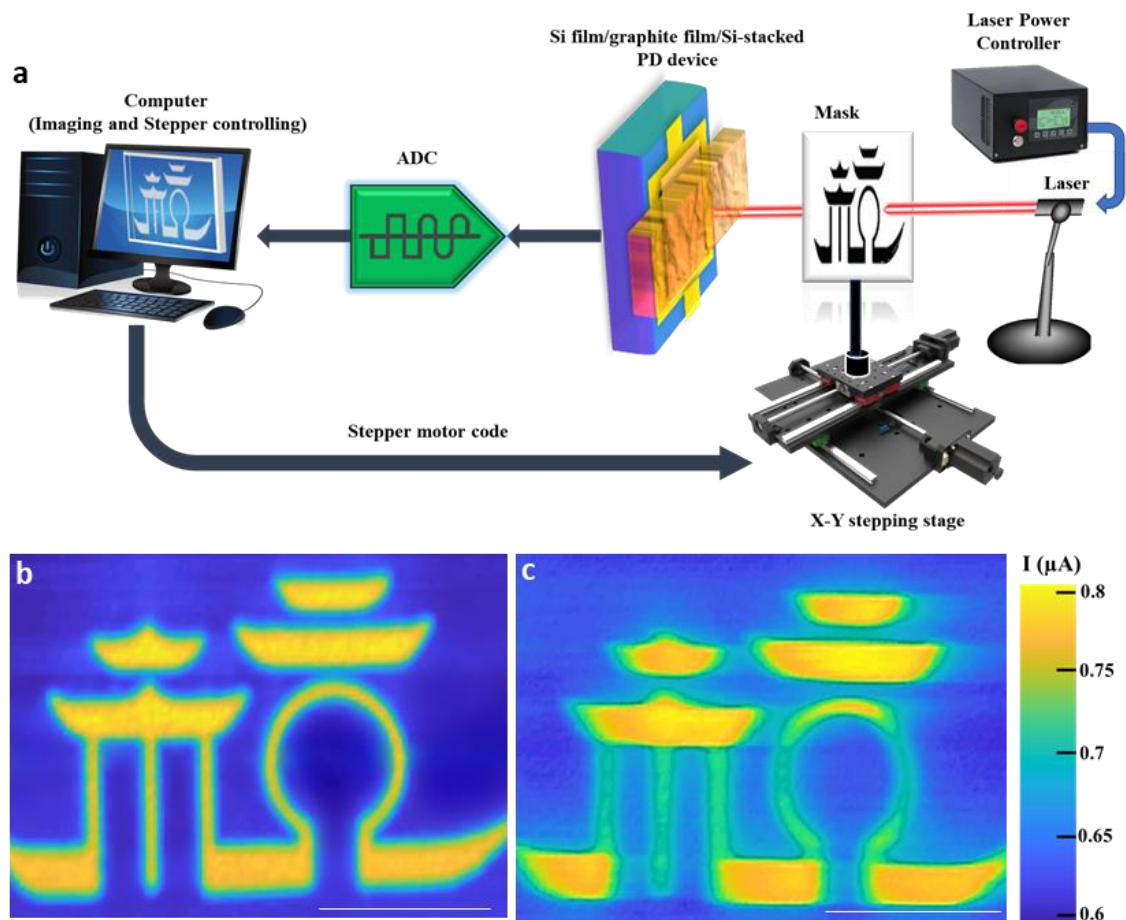 a
Si film/graphite film/Si-stacked
PD device
Laser Power
Controller
Computer
(Imaging and Stepper controlling)
ADC
Mask
Laser
Stepper motor code
X-Y stepping stage
b
c
I (μA)
0.8
0.75
0.7
0.65
0.6